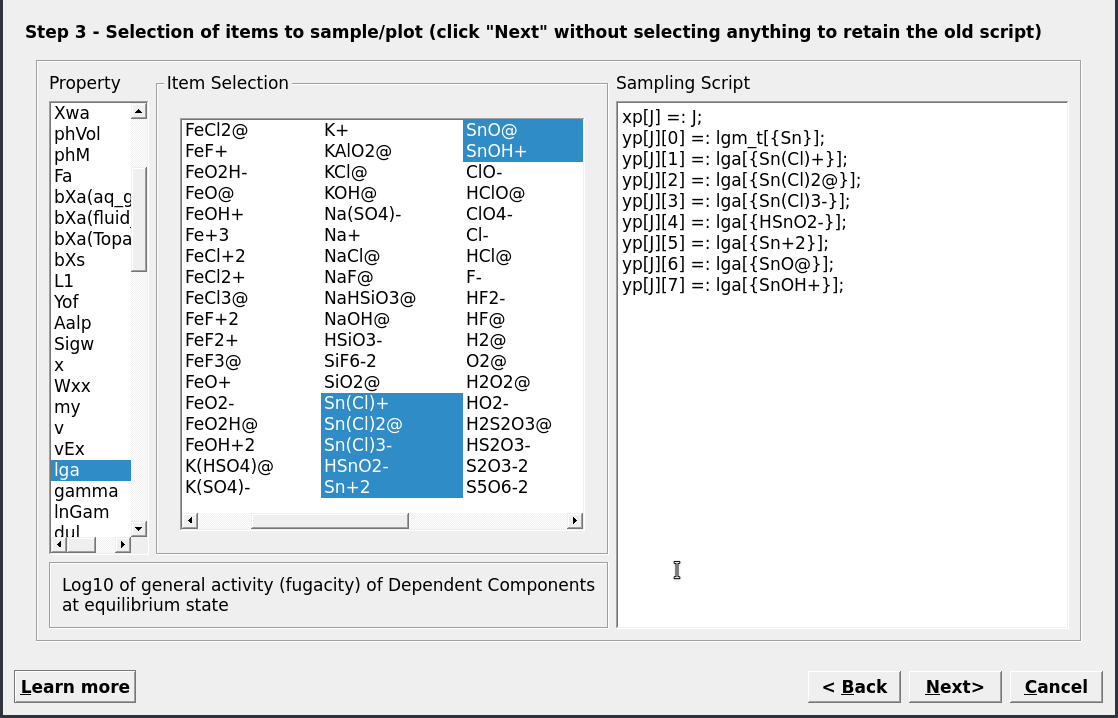 Step 3 - Selection of items to sample/plot (click "Next" without selecting anything to retain the old script)
Property
Xwa
phVol
phM
Fa
bXa(aq_g
bXa(fluid_
bXa(Topa
bXs
L1
Yof
Aalp
Sigw
x
Wxx
my
v
vEx
lga
gamma
lnGam
dul
Item Selection
FeCl2@
FeF+
FeO2H-
FeO@
FeOH+
Fe+3
FeCl+2
FeCl2+
FeCl3@
FeF+2
FeF2+
FeF3@
FeO+
FeO2-
FeO2H@
FeOH+2
K(HSO4)@
K(SO4)-
K+
KAlO2@
KCl@
KOH@
Na(SO4)-
Na+
NaCl@
NaF@
NaHSiO3@
NaOH@
HSiO3-
SiF6-2
SiO2@
Sn(Cl)+
Sn(Cl)2@
Sn(Cl)3-
HSnO2-
Sn+2
SnO@
SnOH+
ClO-
HClO@
ClO4-
Cl-
HCl@
F-
HF2-
HF@
H2@
O2@
H2O2@
HO2-
H2S2O3@
HS2O3-
S2O3-2
S5O6-2
Sampling Script
xp[J] =: J;
yp[J][0] =: lgm_t[{Sn}];
yp[J][1] =: lga[{Sn(Cl)+}];
yp[J][2] =: lga[{Sn(Cl)2@}];
yp[J][3] =: lga[{Sn(Cl)3-}];
yp[J][4] =: lga[{HSnO2-}];
yp[J][5] =: lga[{Sn+2}];
yp[J][6] =: lga[{SnO@}];
yp[J][7] =: lga[{SnOH+}];
Log10 of general activity (fugacity) of Dependent Components
at equilibrium state
Learn more
< Back
Next>
Cancel